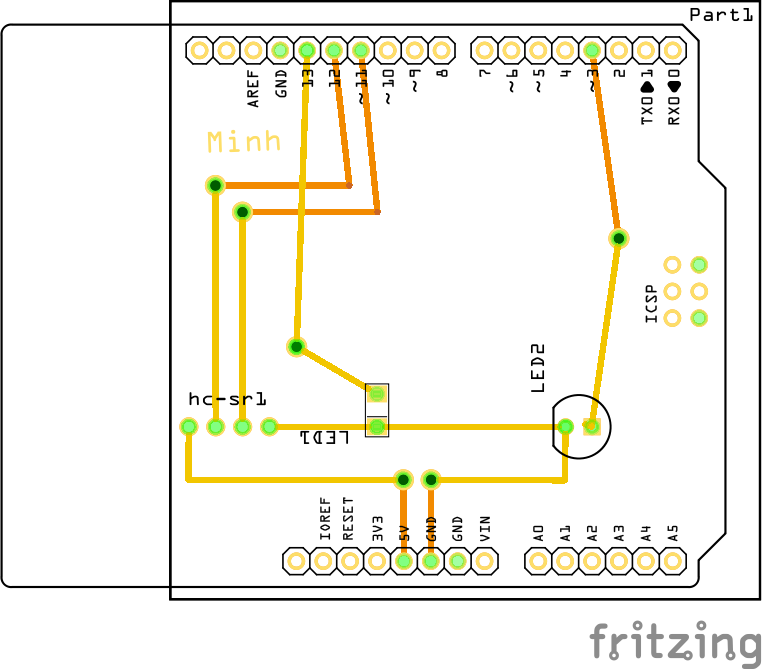 Part1
AREF
GND
13
12
~11
~10
~9
8
7
~6
~5
4
~3
2
TX0▶1
RX0◀0
Minh
ICSP
LED2
hc-sr1
LED1
IOREF
RESET
3V3
5V
GND
GND
VIN
A0
A1
A2
A3
A4
A5
fritzing